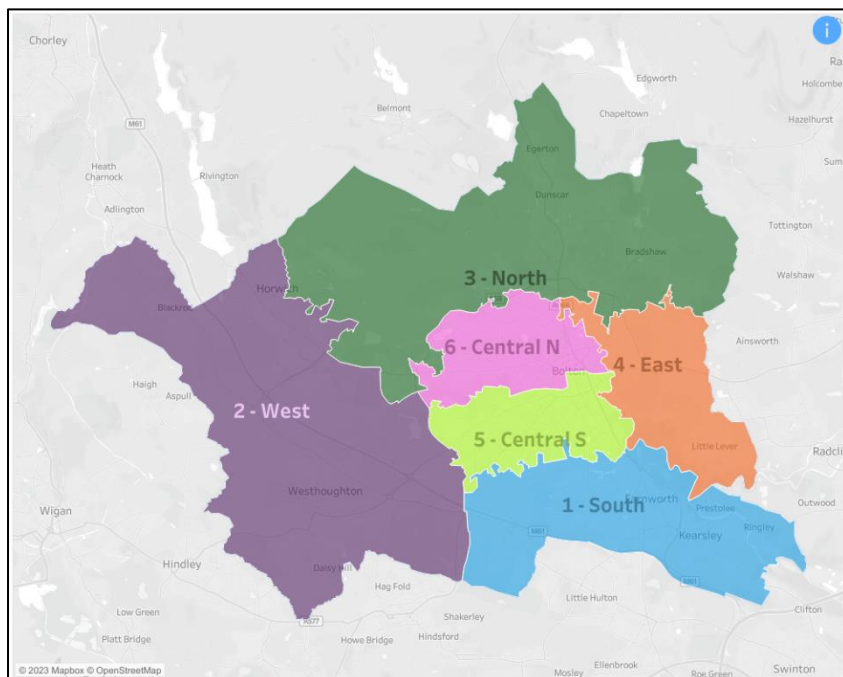 Chorley
i
Edgworth
Holcombe
Belmont
Chapeltown
Hazelhurst
M61
Egerton
Heath
Charnock
Rivington
Dunscar
Adlington
Tottington
Bradshaw
Walshaw
3 - North
Horwich
Blackrod
6 - Central N
Ainsworth
Haigh
Aspull
Bolton
4 - East
2 - West
5 - Central S
Little Lever
Westhoughton
Outwood
Wigan
1 - South
Prestolee
Ringley
M61
Kearsley
Hindley
Daisy Hill
Hag Fold
M61
Little Hulton
Low Green
Shakerley
Clifton
A577
Platt Bridge
Howe Bridge
Hindsford
Ellenbrook
Swinton
Mosley
Roe Green
© 2023 Mapbox © OpenStreetMap